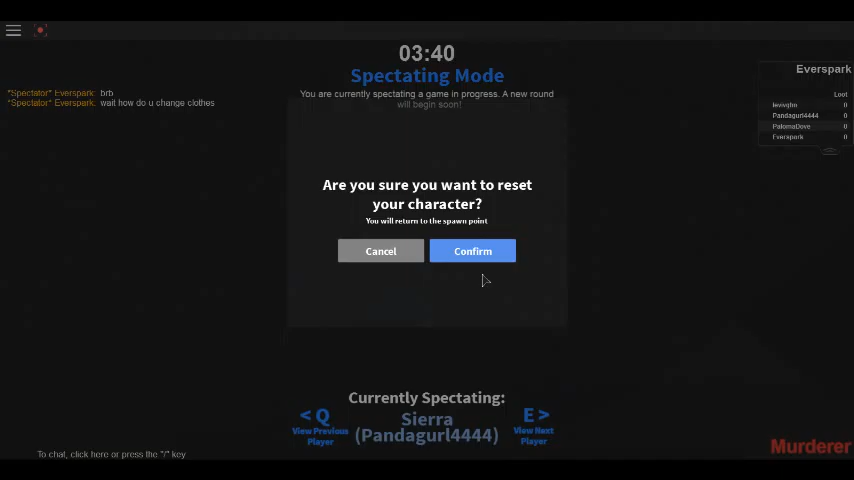 03:40
Spectating Mode
You are currently spectating a game in progress. A new round
will begin soon!
*Spectator* Everspark: brb
*Spectator* Everspark: wait how do u change clothes
Everspark
Loot
levivghn 0
Pandagurl4444 0
PalomaDove 0
Everspark 0
Are you sure you want to reset
your character?
You will return to the spawn point
Cancel Confirm
Currently Spectating:
Sierra
(Pandagurl4444)
< Q
View Previous
Player
E >
View Next
Player
Murderer
To chat, click here or press the "/" key